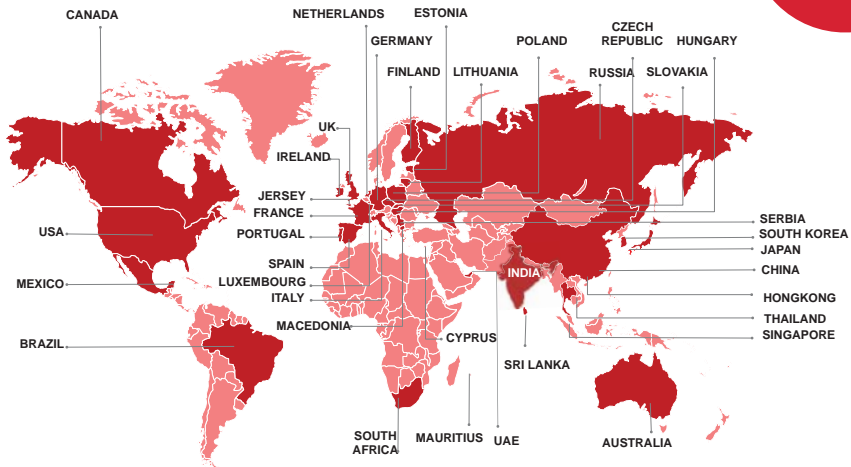 CANADA
NETHERLANDS
ESTONIA
GERMANY
POLAND
CZECH
REPUBLIC
HUNGARY
FINLAND
LITHUANIA
RUSSIA
SLOVAKIA
UK
IRELAND
JERSEY
FRANCE
PORTUGAL
USA
SERBIA
SOUTH KOREA
JAPAN
SPAIN
INDIA
CHINA
MEXICO
LUXEMBOURG
ITALY
HONGKONG
THAILAND
MACEDONIA
CYPRUS
SINGAPORE
BRAZIL
SRI LANKA
SOUTH
AFRICA
MAURITIUS
UAE
AUSTRALIA